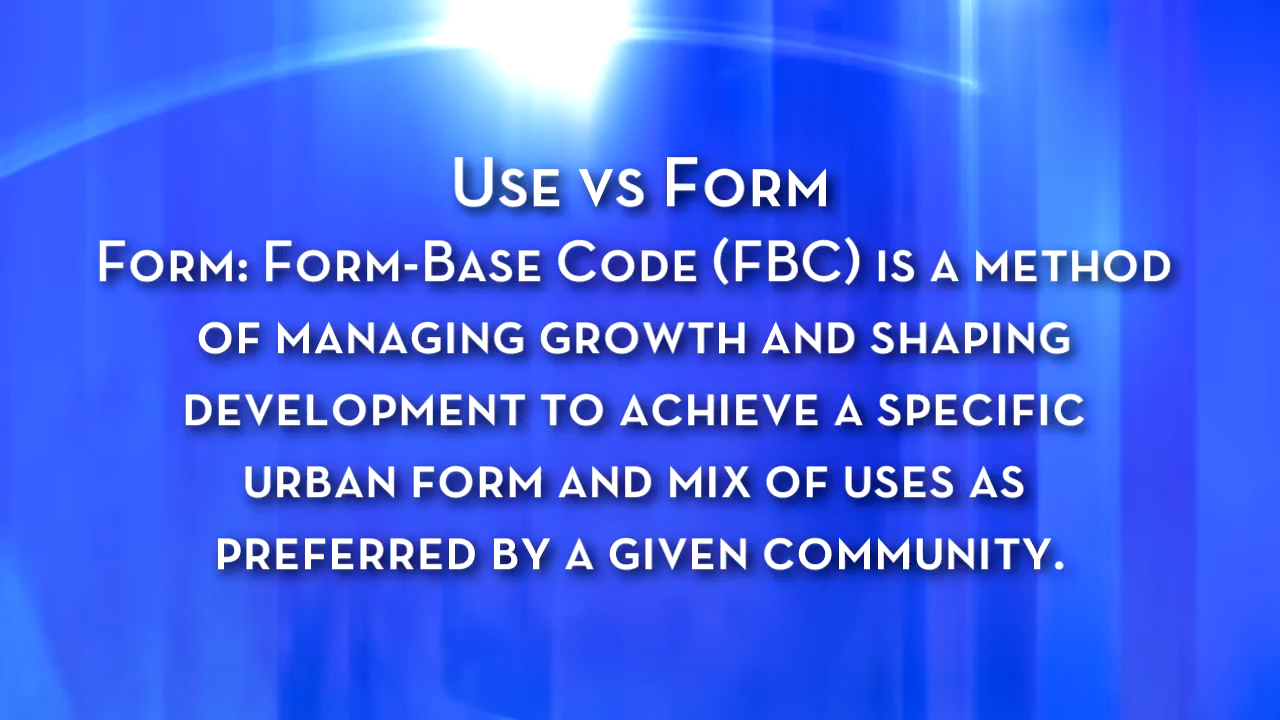 Use vs Form
Form: Form-Base Code (FBC) is a method
of managing growth and shaping
development to achieve a specific
urban form and mix of uses as
preferred by a given community.